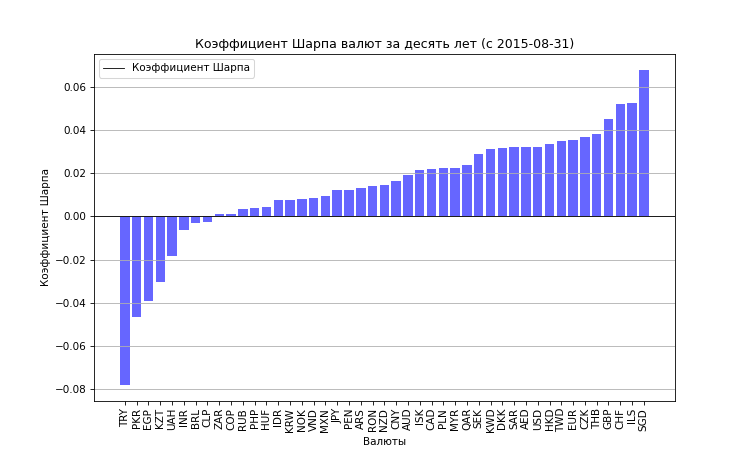 Коэффициент Шарпа валют за десять лет (с 2015-08-31)
Коэффициент Шарпа
0.06
0.04
0.02
0.00
−0.02
−0.04
−0.06
−0.08
Коэффициент Шарпа
TRY PKR EGP KZT UAH INR BRL CLP ZAR COP RUB PHP HUF IDR KRW NOK VND MXN JPY PEN ARS RON NZD CNY AUD ISK CAD PLN MYR QAR SEK KWD DKK SAR AED USD HKD TWD EUR CZK THB GBP CHF ILS SGD
Валюты